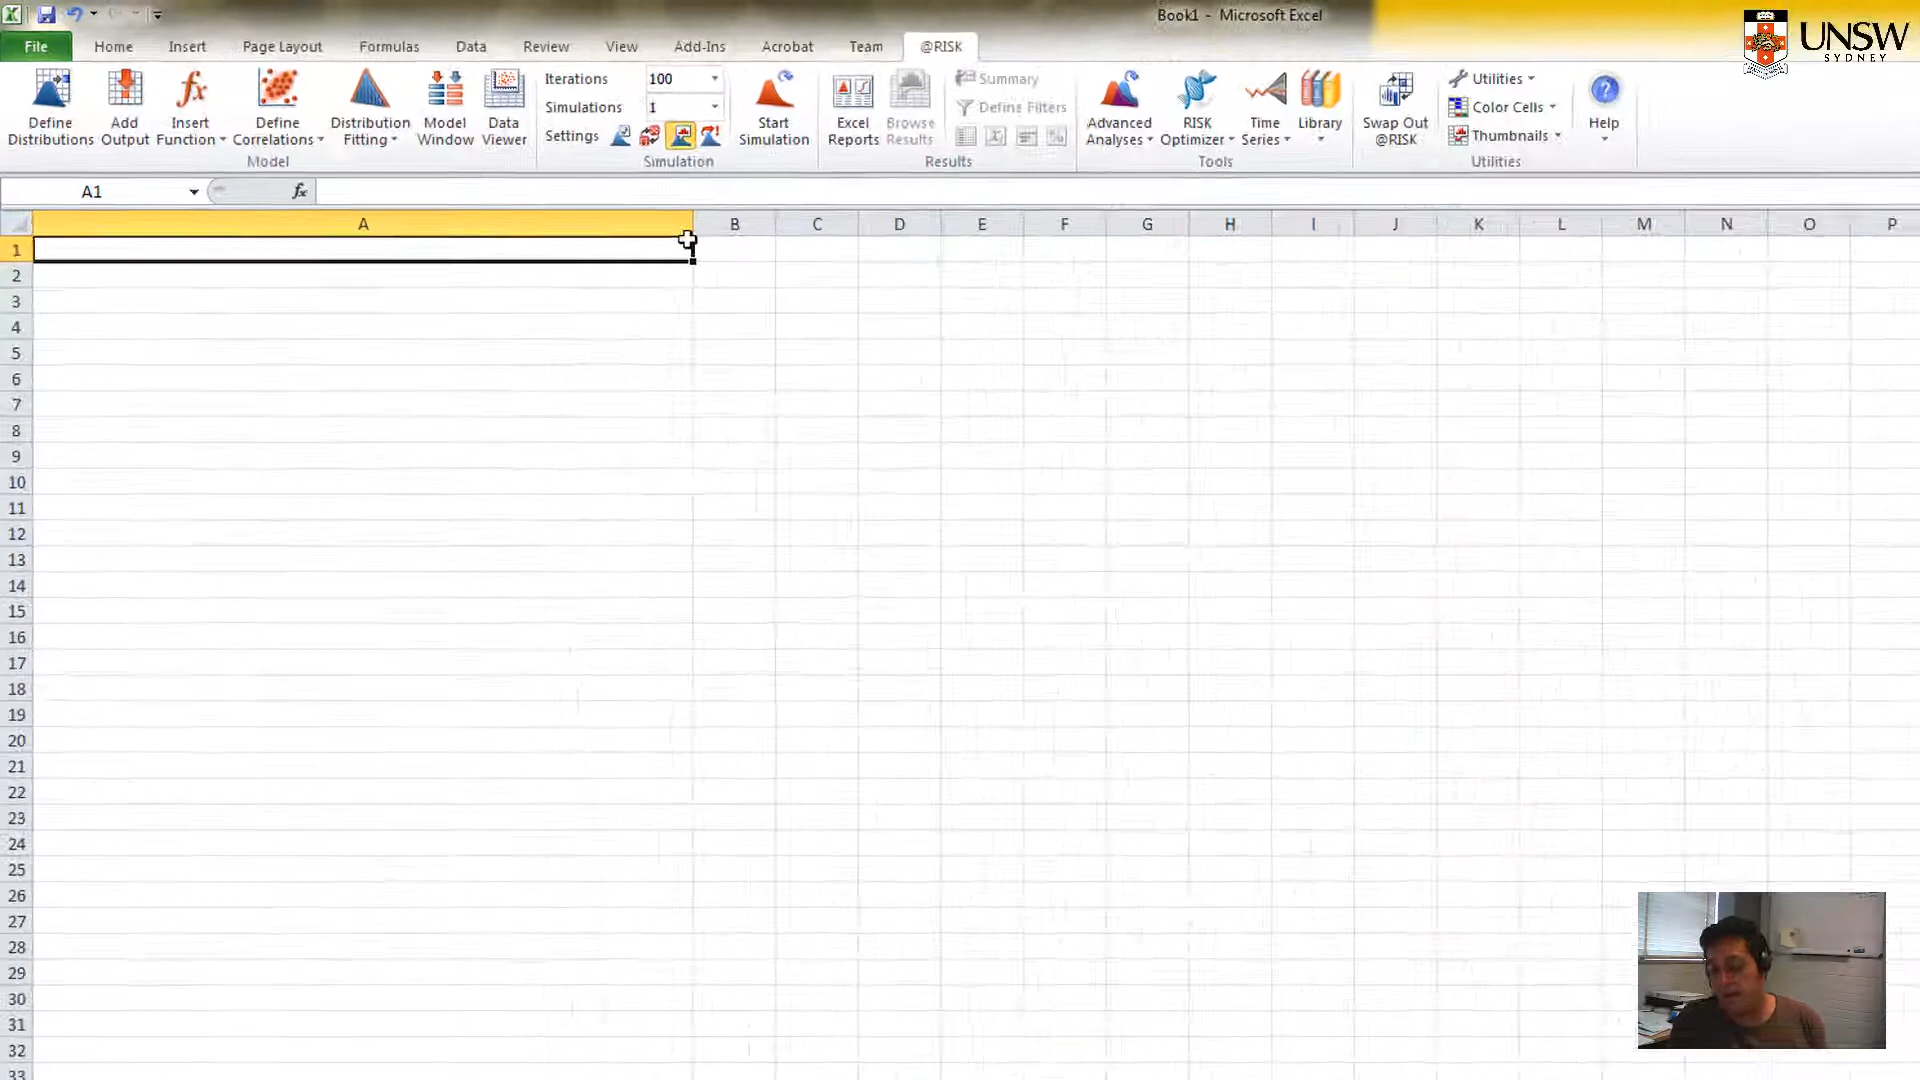 Book1 - Microsoft Excel
UNSW
SYDNEY
File Home Insert Page Layout Formulas Data Review View Add-Ins Acrobat Team @RISK
Define Distributions
Add Output
Insert Function
Define Correlations
Distribution Fitting
Model Window
Data Viewer
Model
Iterations 100
Simulations 1
Settings
Start Simulation
Simulation
Excel Reports
Browse Results
Summary
Define Filters
Results
Advanced Analyses
RISK Optimizer
Time Series
Library
Tools
Swap Out @RISK
Utilities
Color Cells
Thumbnails
Utilities
Help
A1
fx
A B C D E F G H I J K L M N O P
1
2
3
4
5
6
7
8
9
10
11
12
13
14
15
16
17
18
19
20
21
22
23
24
25
26
27
28
29
30
31
32
33